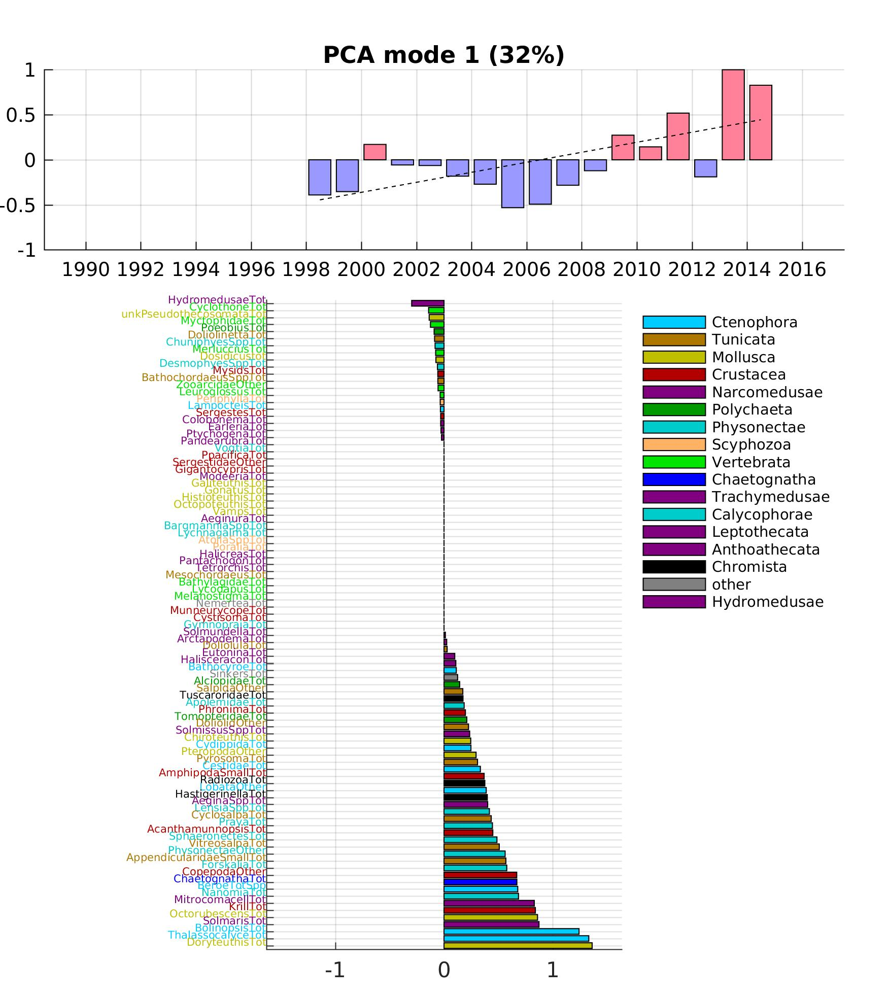 PCA mode 1 (32%)
1
0.5
0
-0.5
-1
1990 1992 1994 1996 1998 2000 2002 2004 2006 2008 2010 2012 2014 2016
HydromedusaeTot
CyclothoneTot
unkPseudothecosomataTot
MyctophidaeTot
PoeobiusTot
DoliolinettaTot
ChuniphyesSppTot
MerlucciusTot
Dosidicustot
DesmophyesSppTot
MysidsTot
BathochordaeusSppTot
ZooarcidaeOther
LeuroglossusTot
PeriphyllaTot
LampocteisTot
SergestesTot
ColobonemaTot
EarleriaTot
PtychogenaTot
PandearubraTot
VogtiaTot
PpacificaTot
SergestidaeOther
GigantocyprisTot
ModeeriaTot
GaliteuthisTot
GonatusTot
HistioteuthisTot
OctopoteuthisTot
VampsTot
AeginuraTot
BargmanniaSppTot
LychnagalmaTot
AtollaSppTot
PoraliaTot
HalicreasTot
PantachogonTot
TetrorchisTot
MesochordaeusTot
BathylagidaeTot
LycodapusTot
MelanostigmaTot
NemerteaTot
MunneurycopeTot
CystisomaTot
GymnopraiaTot
SolmundellaTot
ArctapodemaTot
DoliolulaTot
EutoninaTot
HalisceraconTot
BathocyroeTot
SinkersTot
AlciopidaeTot
SalpidaOther
TuscaroridaeTot
ApolemidaeTot
PhronimaTot
TomopteridaeTot
DoliolidOther
SolmissusSppTot
ChiroteuthisTot
CydippidaTot
PteropodaOther
PyrosomaTot
CestidaeTot
AmphipodaSmallTot
RadiozoaTot
LobataOther
HastigerinellaTot
AeginaSppTot
LensiaSppTot
CyclosalpaTot
PrayaTot
AcanthamunnopsisTot
SphaeronectesTot
VitreosalpaTot
PhysonectaeOther
AppendicularidaeSmallTot
ForskaliaTot
CopepodaOther
ChaetognathaTot
BeroeTotSpp
NanomiaTot
MitrocomacellTot
KrillTot
OctorubescensTot
SolmarisTot
BolinopsisTot
ThalassocalyceTot
DoryteuthisTot
-1 0 1
Ctenophora
Tunicata
Mollusca
Crustacea
Narcomedusae
Polychaeta
Physonectae
Scyphozoa
Vertebrata
Chaetognatha
Trachymedusae
Calycophorae
Leptothecata
Anthoathecata
Chromista
other
Hydromedusae